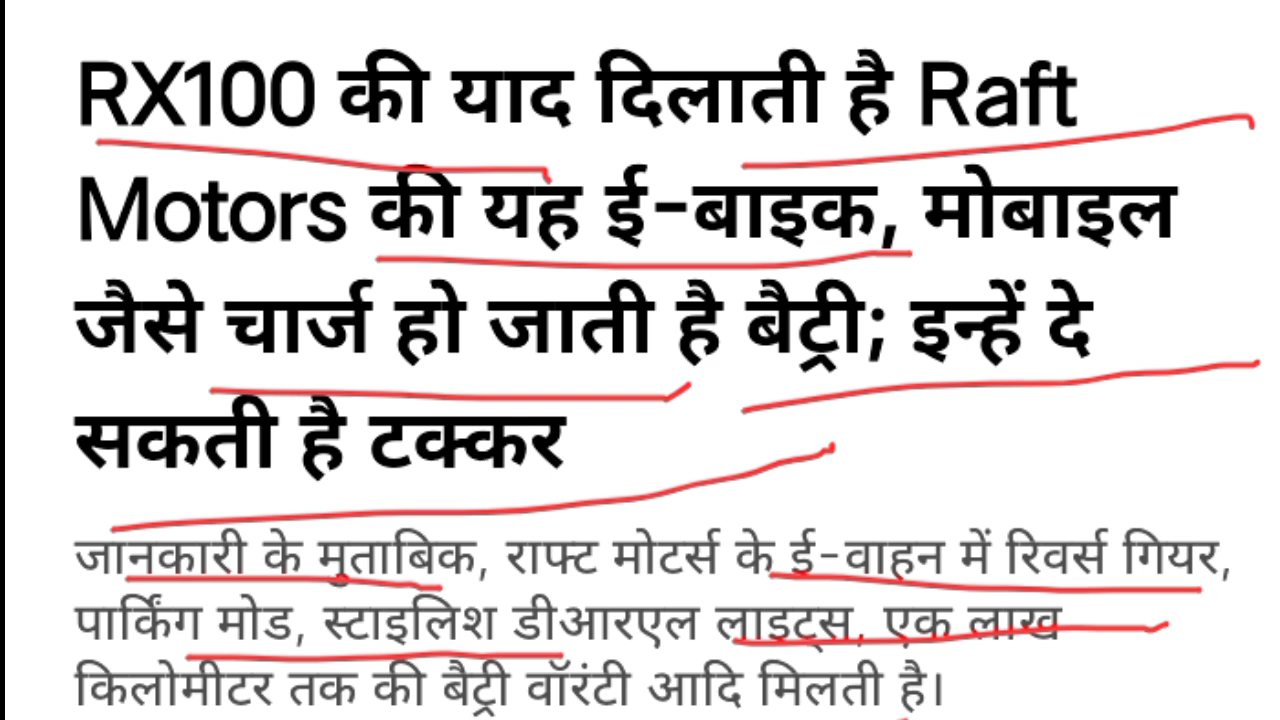 RX100 की याद दिलाती है Raft
Motors की यह ई-बाइक, मोबाइल
जैसे चार्ज हो जाती है बैट्री; इन्हें दे
सकती है टक्कर
जानकारी के मुताबिक, राफ्ट मोटर्स के ई-वाहन में रिवर्स गियर,
पार्किंग मोड, स्टाइलिश डीआरएल लाइट्स, एक लाख
किलोमीटर तक की बैट्री वॉरंटी आदि मिलती है।